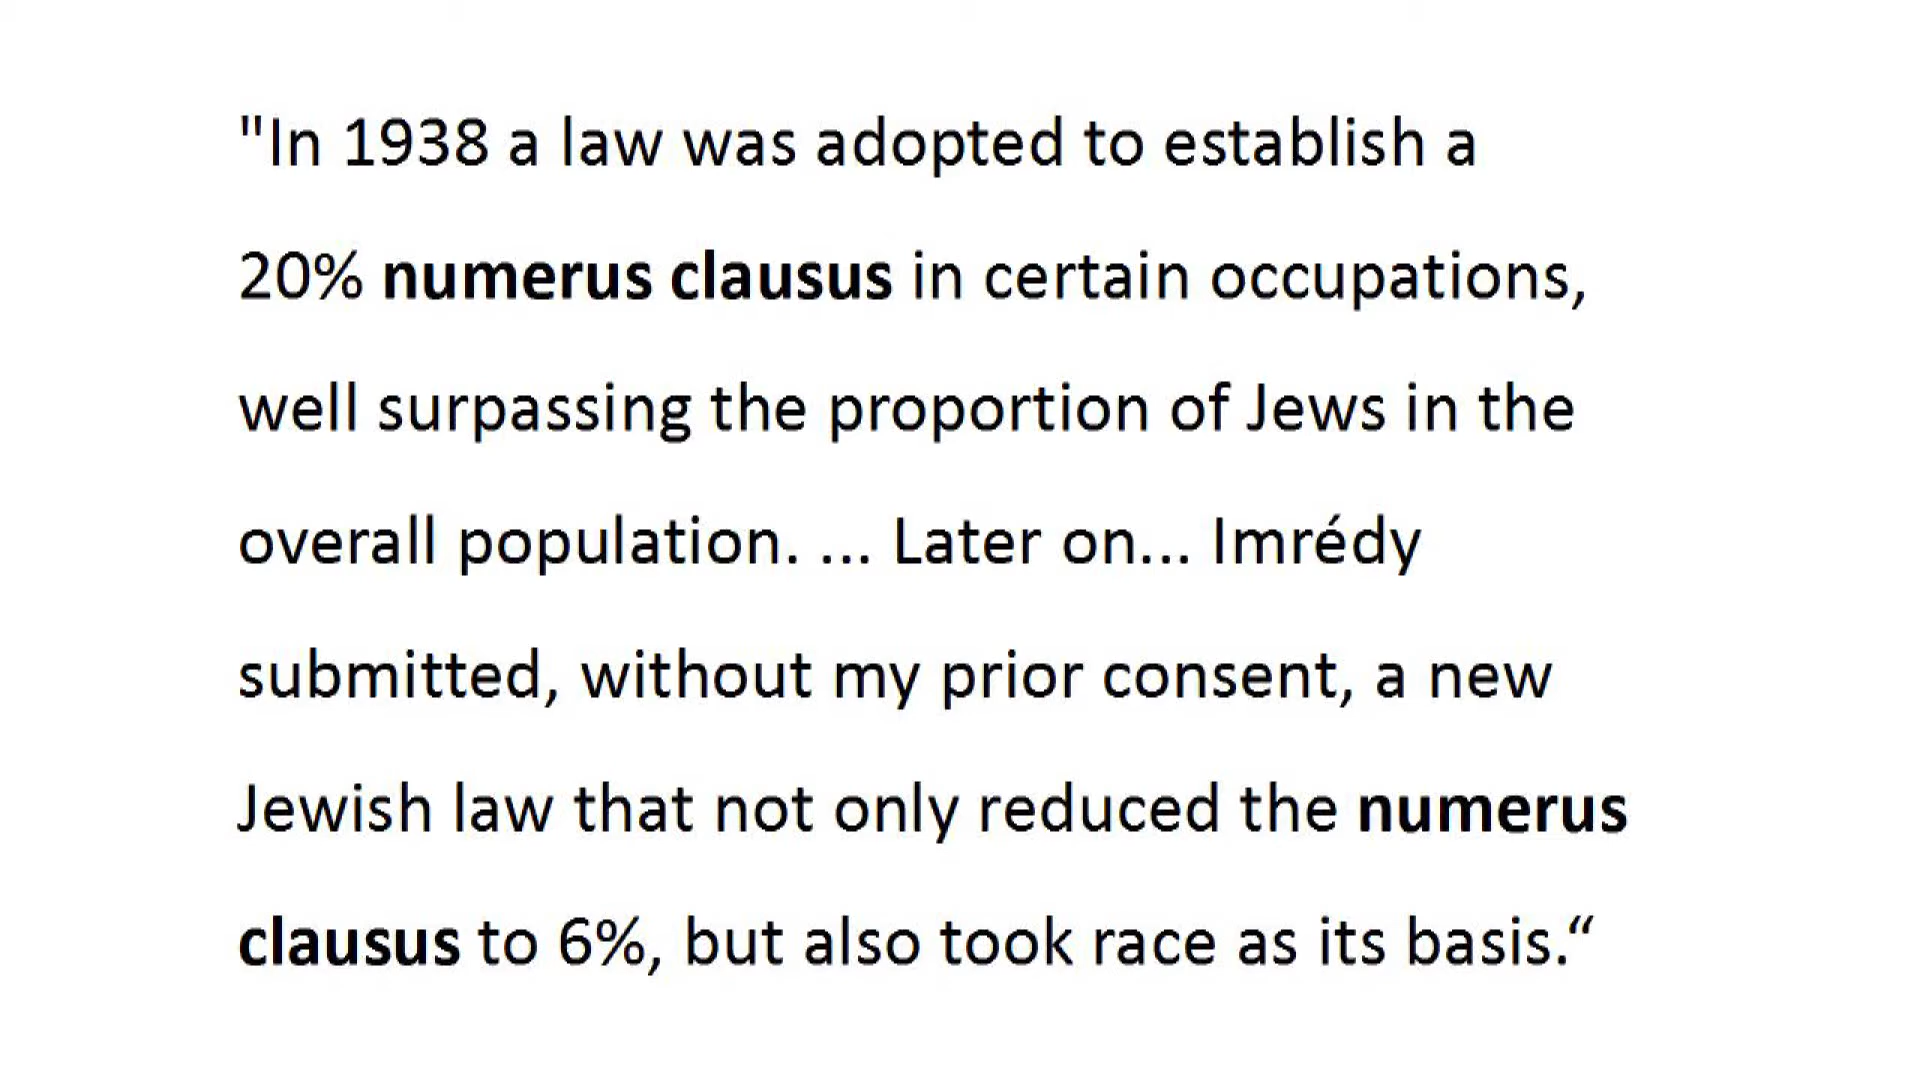 "In 1938 a law was adopted to establish a
20% numerus clausus in certain occupations,
well surpassing the proportion of Jews in the
overall population. ... Later on... Imrédy
submitted, without my prior consent, a new
Jewish law that not only reduced the numerus
clausus to 6%, but also took race as its basis.“